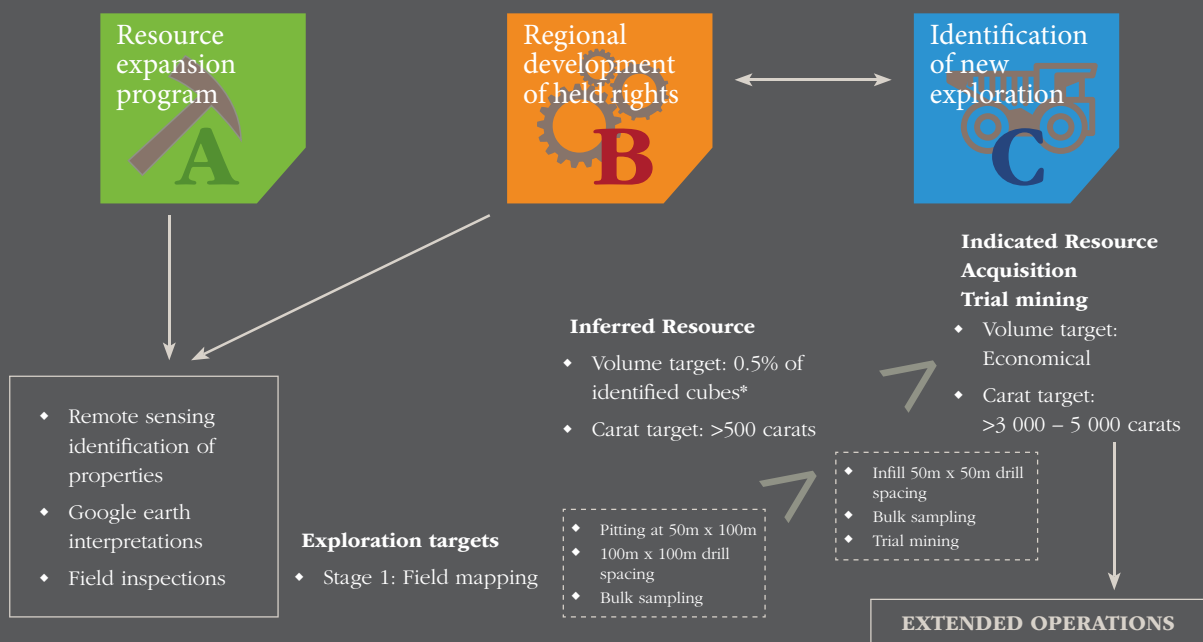 Resource
expansion
program
A
Regional
development
of held rights
B
Identification
of new
exploration
C
◆ Remote sensing
identification of
properties
◆ Google earth
interpretations
◆ Field inspections
Exploration targets
◆ Stage 1: Field mapping
Inferred Resource
◆ Volume target: 0.5% of
identified cubes*
◆ Carat target: >500 carats
◆ Pitting at 50m x 100m
◆ 100m x 100m drill
spacing
◆ Bulk sampling
Indicated Resource
Acquisition
Trial mining
◆ Volume target:
Economical
◆ Carat target:
>3 000 – 5 000 carats
◆ Infill 50m x 50m drill
spacing
◆ Bulk sampling
◆ Trial mining
EXTENDED OPERATIONS